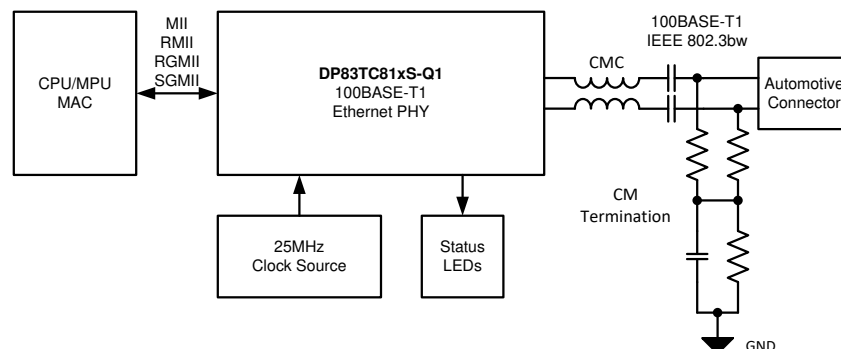 MII
RMII
RGMII
SGMII
CPU/MPU
MAC
DP83TC81xS-Q1
100BASE-T1
Ethernet PHY
CMC
100BASE-T1
IEEE 802.3bw
Automotive
Connector
CM
Termination
25MHz
Clock Source
Status
LEDs
GND